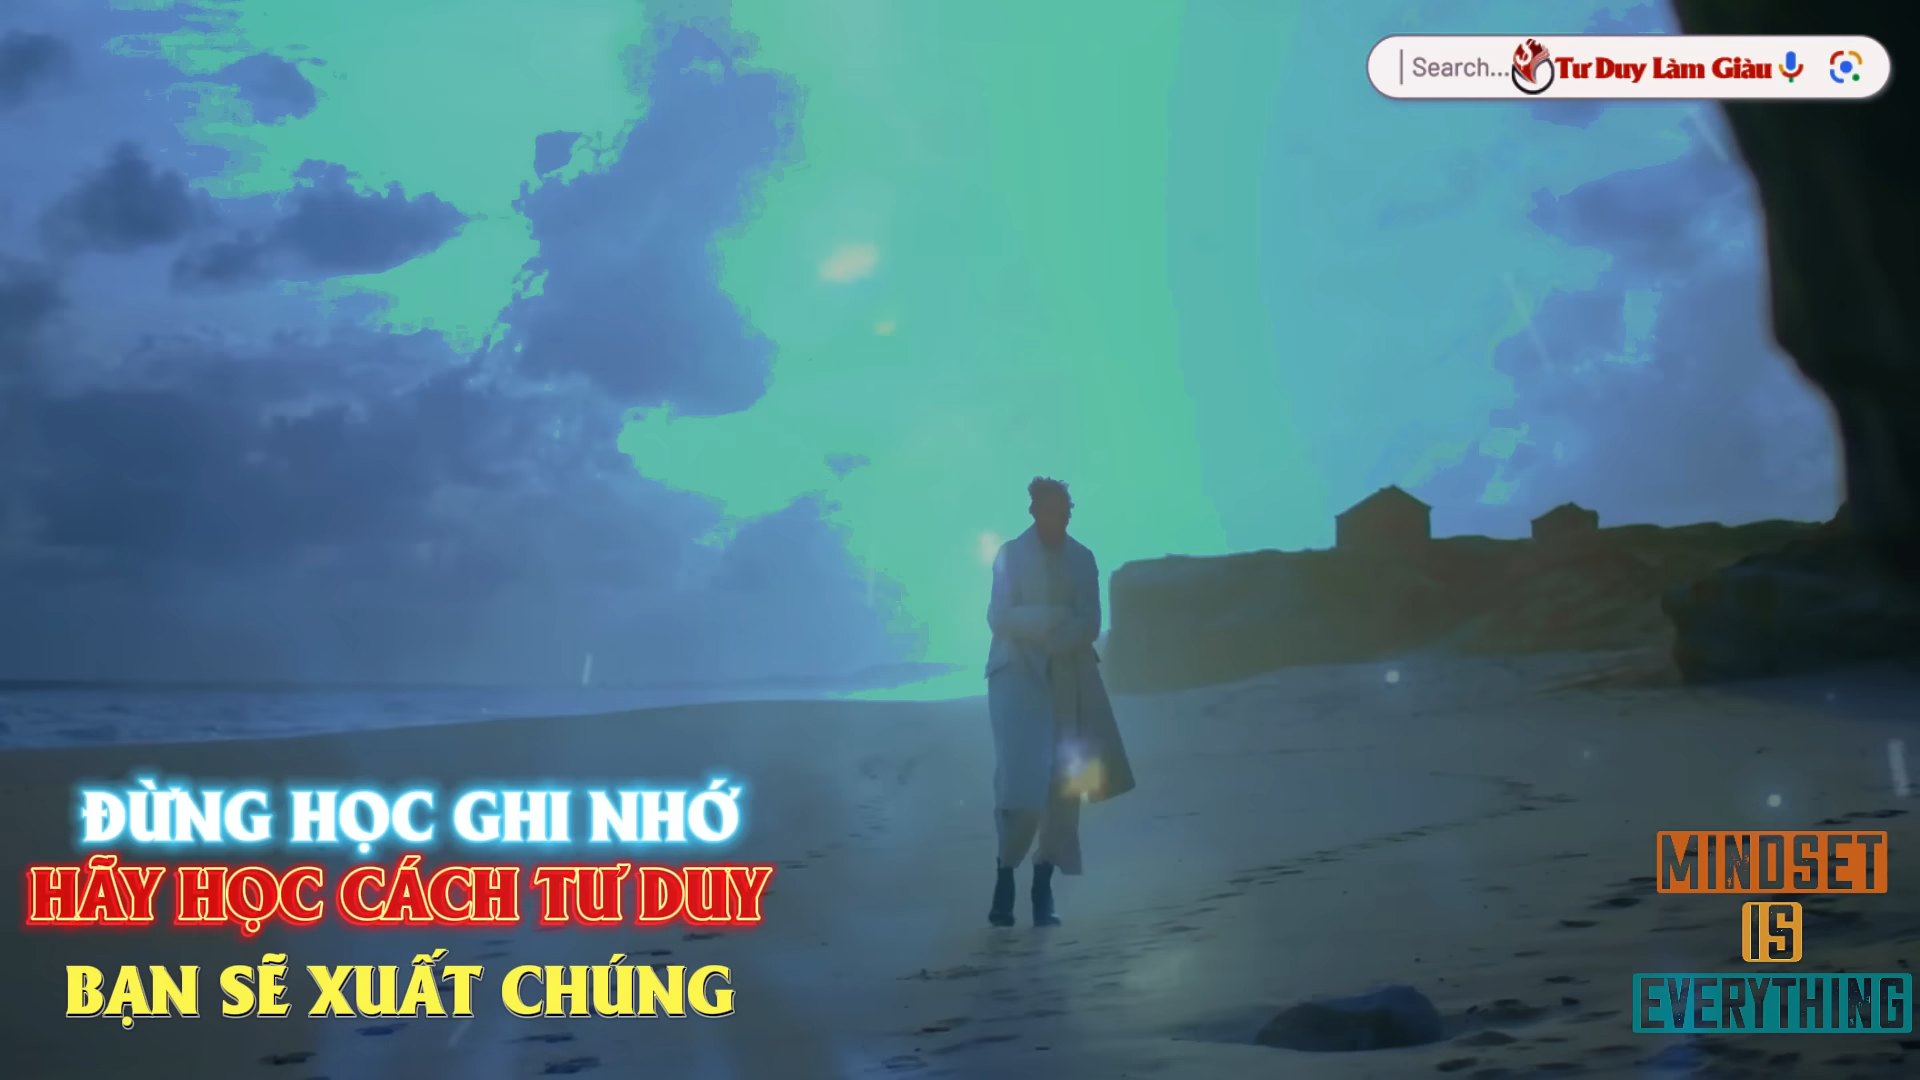 Search... Tư Duy Làm Giàu
ĐỪNG HỌC GHI NHỚ
HÃY HỌC CÁCH TƯ DUY
BẠN SẼ XUẤT CHÚNG
MINDSET
IS
EVERYTHING